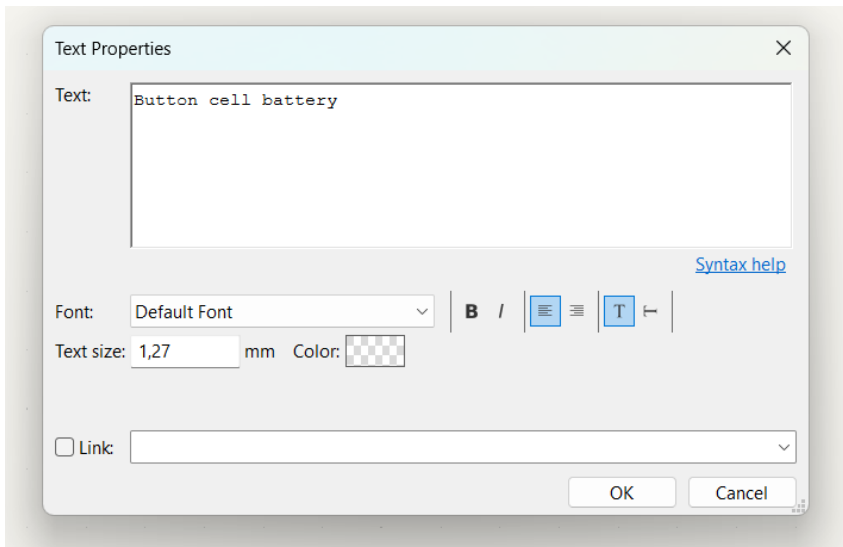 Text Properties
Text:
Button cell battery
Syntax help
Font: Default Font B I T T
Text size: 1,27 mm Color:
Link:
OK Cancel